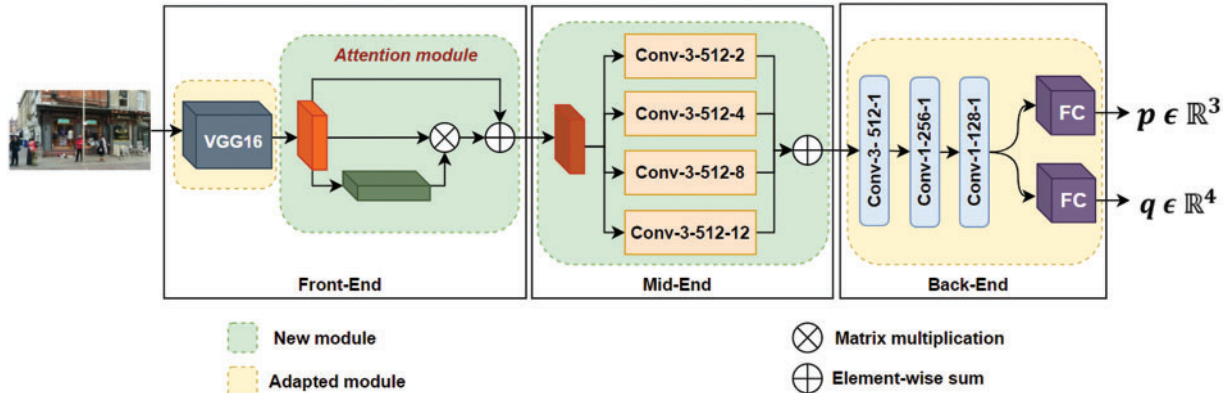 Attention module
VGG16
Conv-3-512-2
Conv-3-512-4
Conv-3-512-8
Conv-3-512-12
Conv-3- 512-1
Conv-1-256-1
Conv-1-128-1
FC
FC
p ϵ ℝ³
q ϵ ℝ⁴
Front-End
Mid-End
Back-End
New module
Adapted module
Matrix multiplication
Element-wise sum